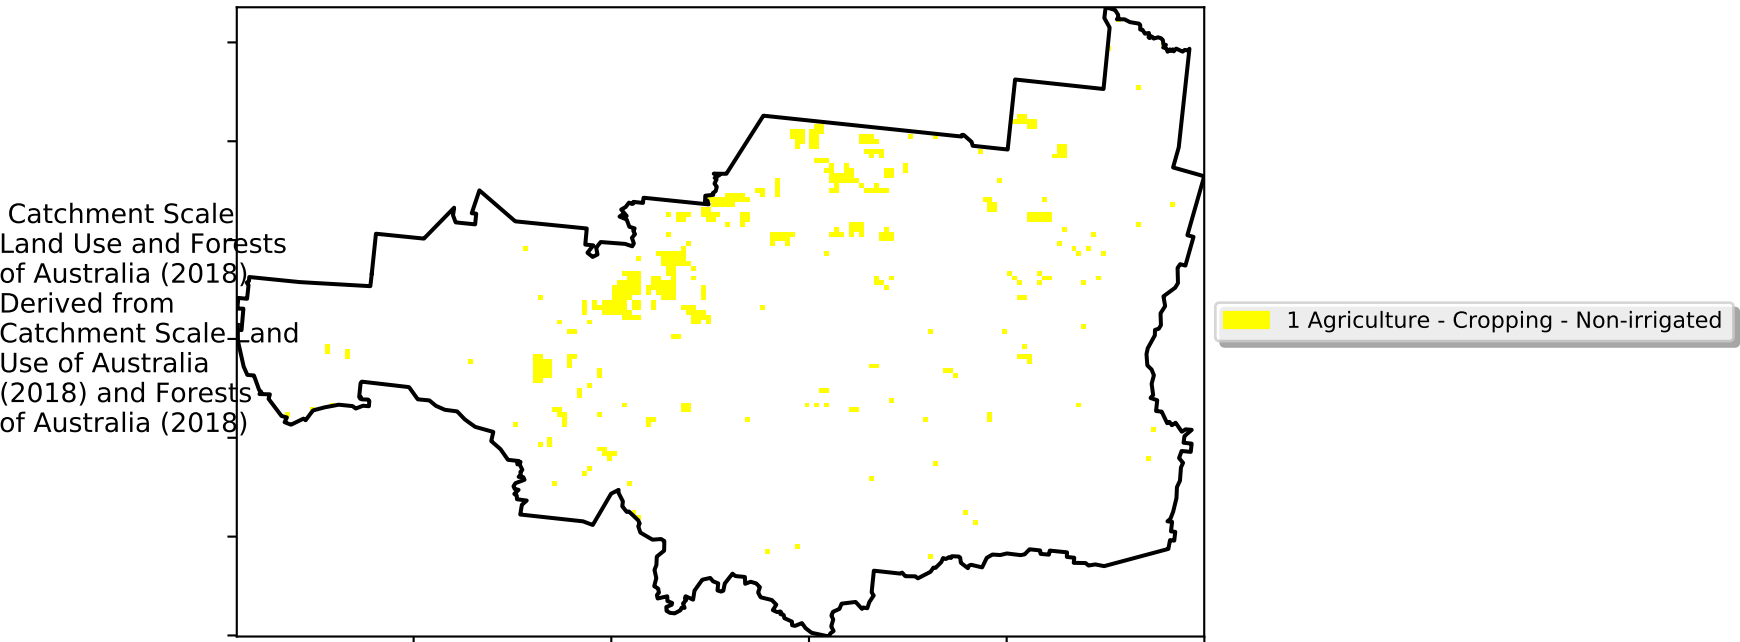 Catchment Scale
Land Use and Forests
of Australia (2018)
Derived from
Catchment Scale Land
Use of Australia
(2018) and Forests
of Australia (2018)
1 Agriculture - Cropping - Non-irrigated